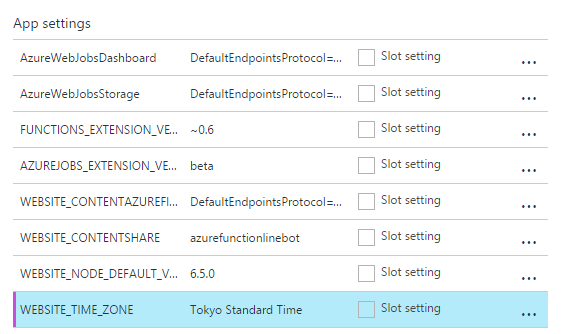 App settings
AzureWebJobsDashboard DefaultEndpointsProtocol=... Slot setting ...
AzureWebJobsStorage DefaultEndpointsProtocol=... Slot setting ...
FUNCTIONS_EXTENSION_VE... ~0.6 Slot setting ...
AZUREJOBS_EXTENSION_VE... beta Slot setting ...
WEBSITE_CONTENTAZUREFI... DefaultEndpointsProtocol=... Slot setting ...
WEBSITE_CONTENTSHARE azurefunctionlinebot Slot setting ...
WEBSITE_NODE_DEFAULT_V... 6.5.0 Slot setting ...
WEBSITE_TIME_ZONE Tokyo Standard Time Slot setting ...